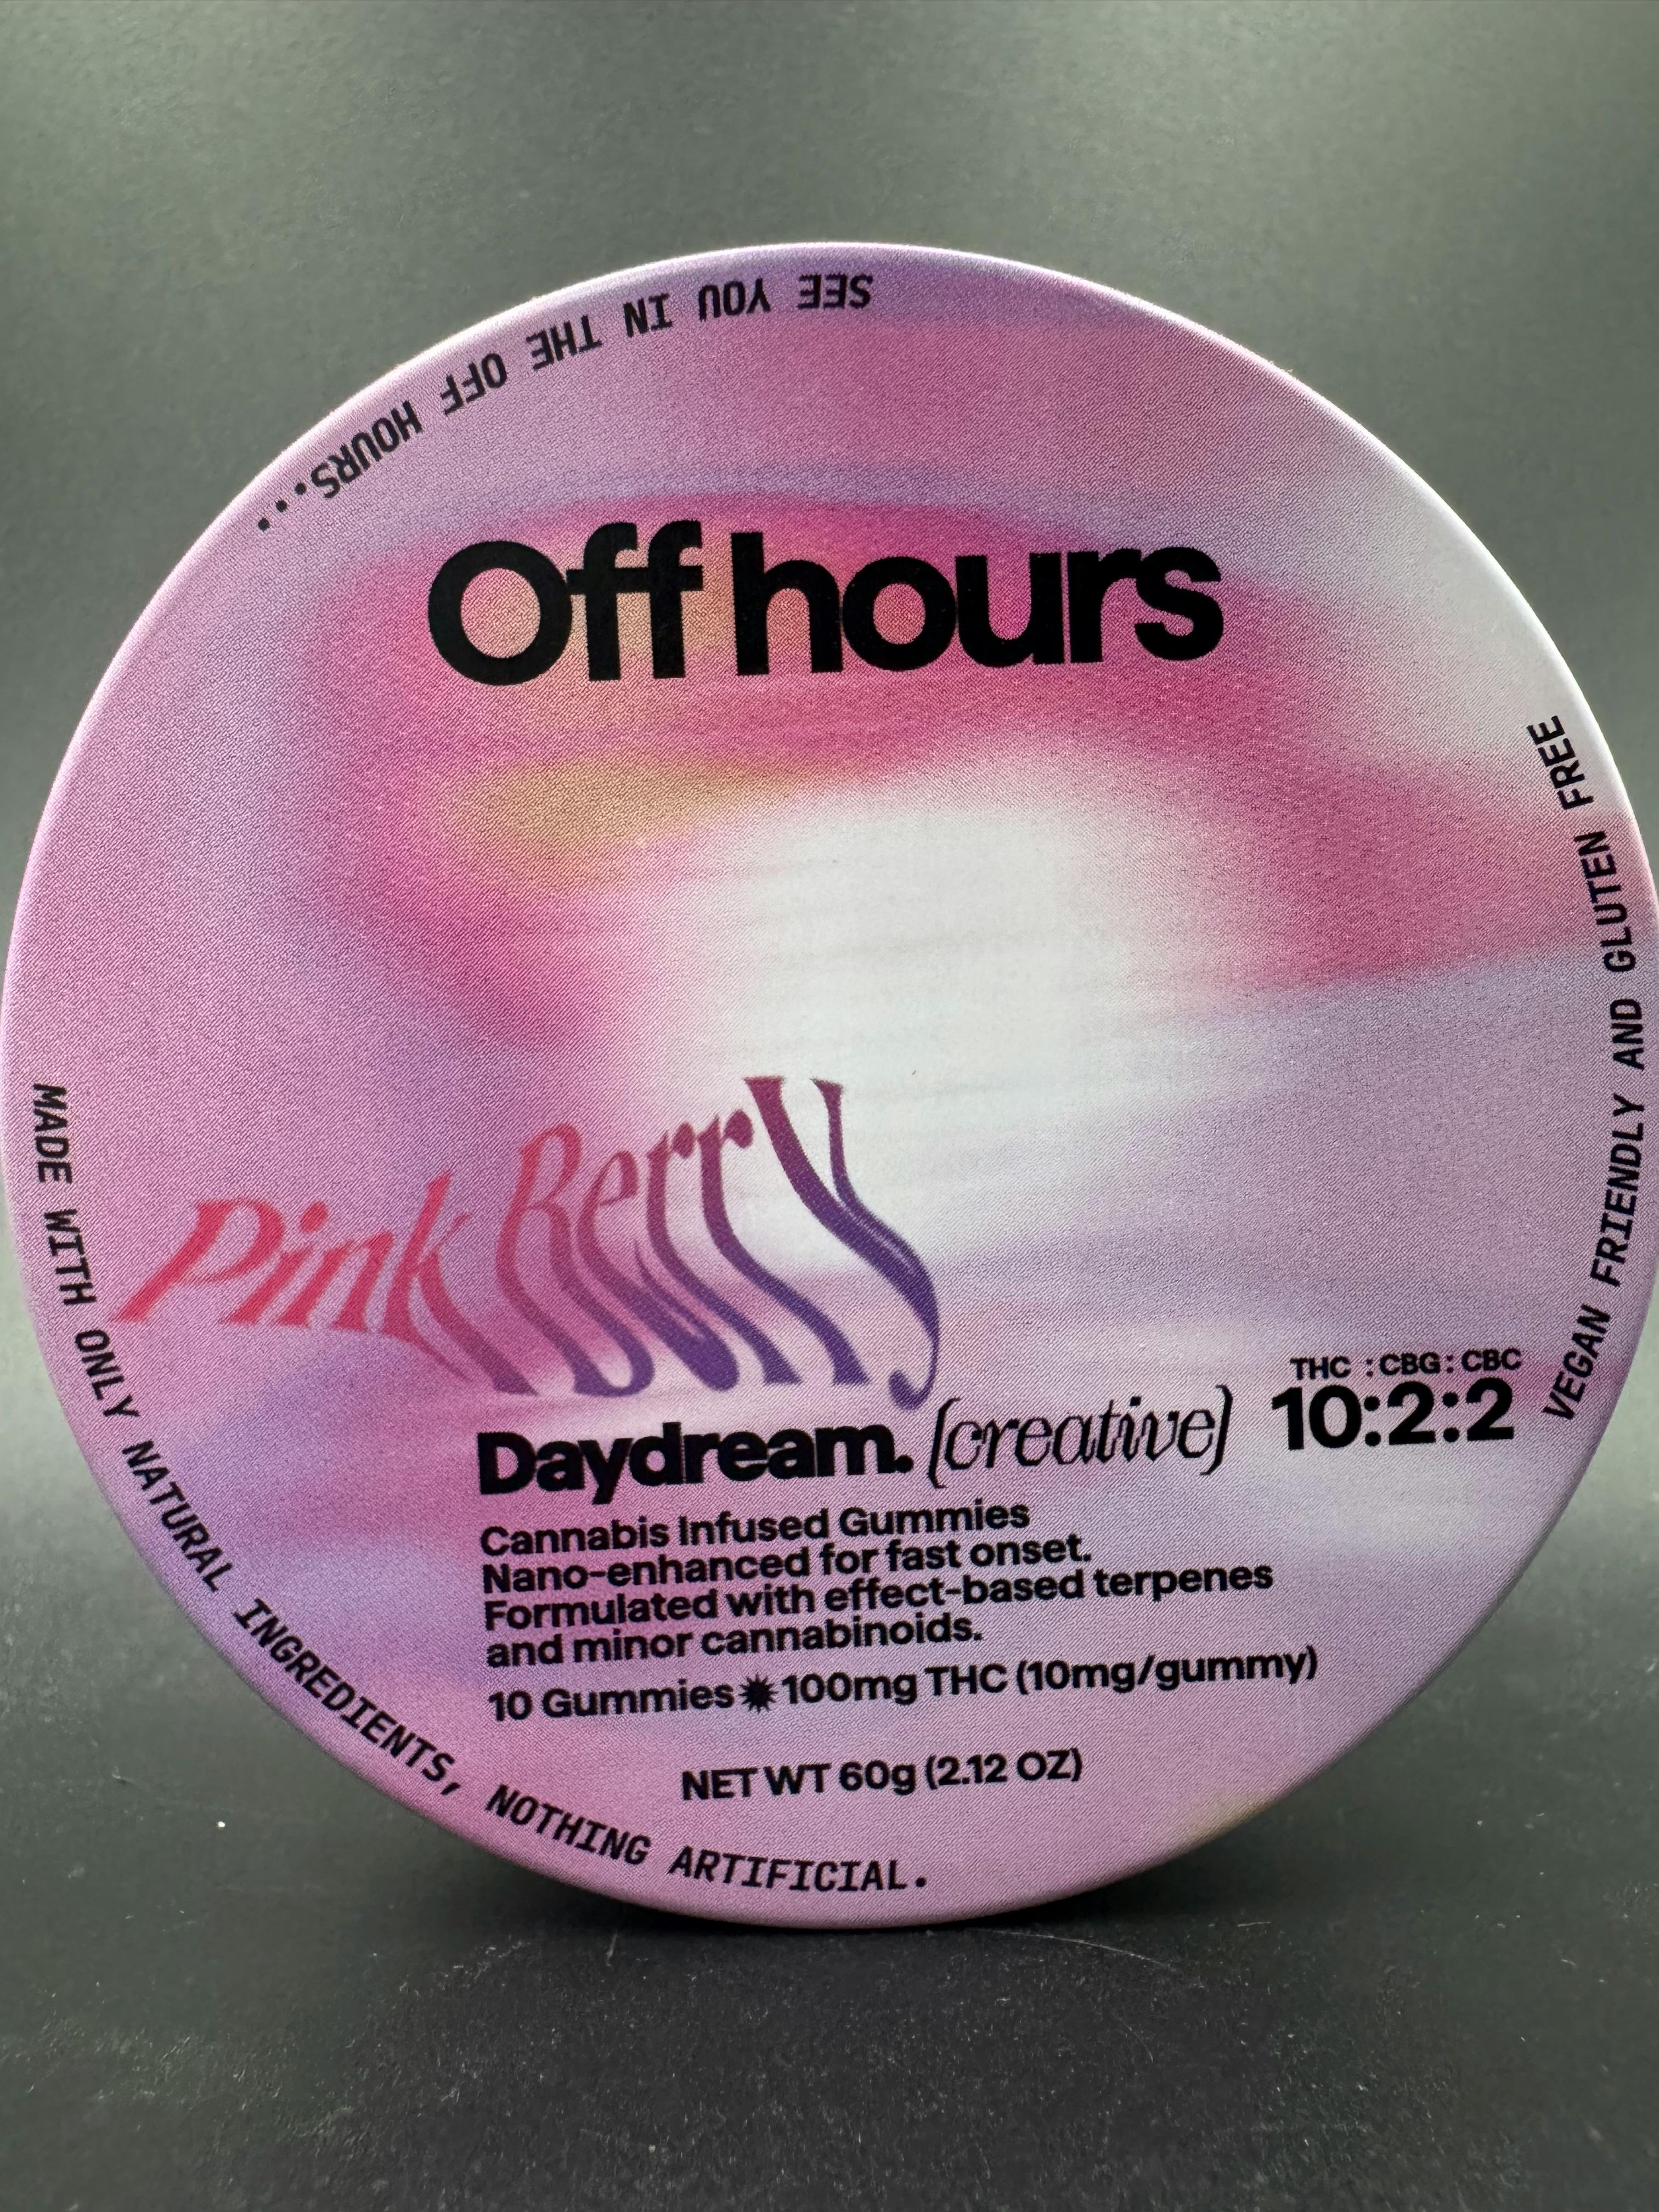 SEE YOU IN THE OFF HOURS...
Off hours
Pink Berry
THC : CBG : CBC
Daydream. [creative] 10:2:2
Cannabis Infused Gummies
Nano-enhanced for fast onset.
Formulated with effect-based terpenes
and minor cannabinoids.
10 Gummies✹100mg THC (10mg/gummy)
NET WT 60g (2.12 OZ)
MADE WITH ONLY NATURAL INGREDIENTS, NOTHING ARTIFICIAL.
VEGAN FRIENDLY AND GLUTEN FREE